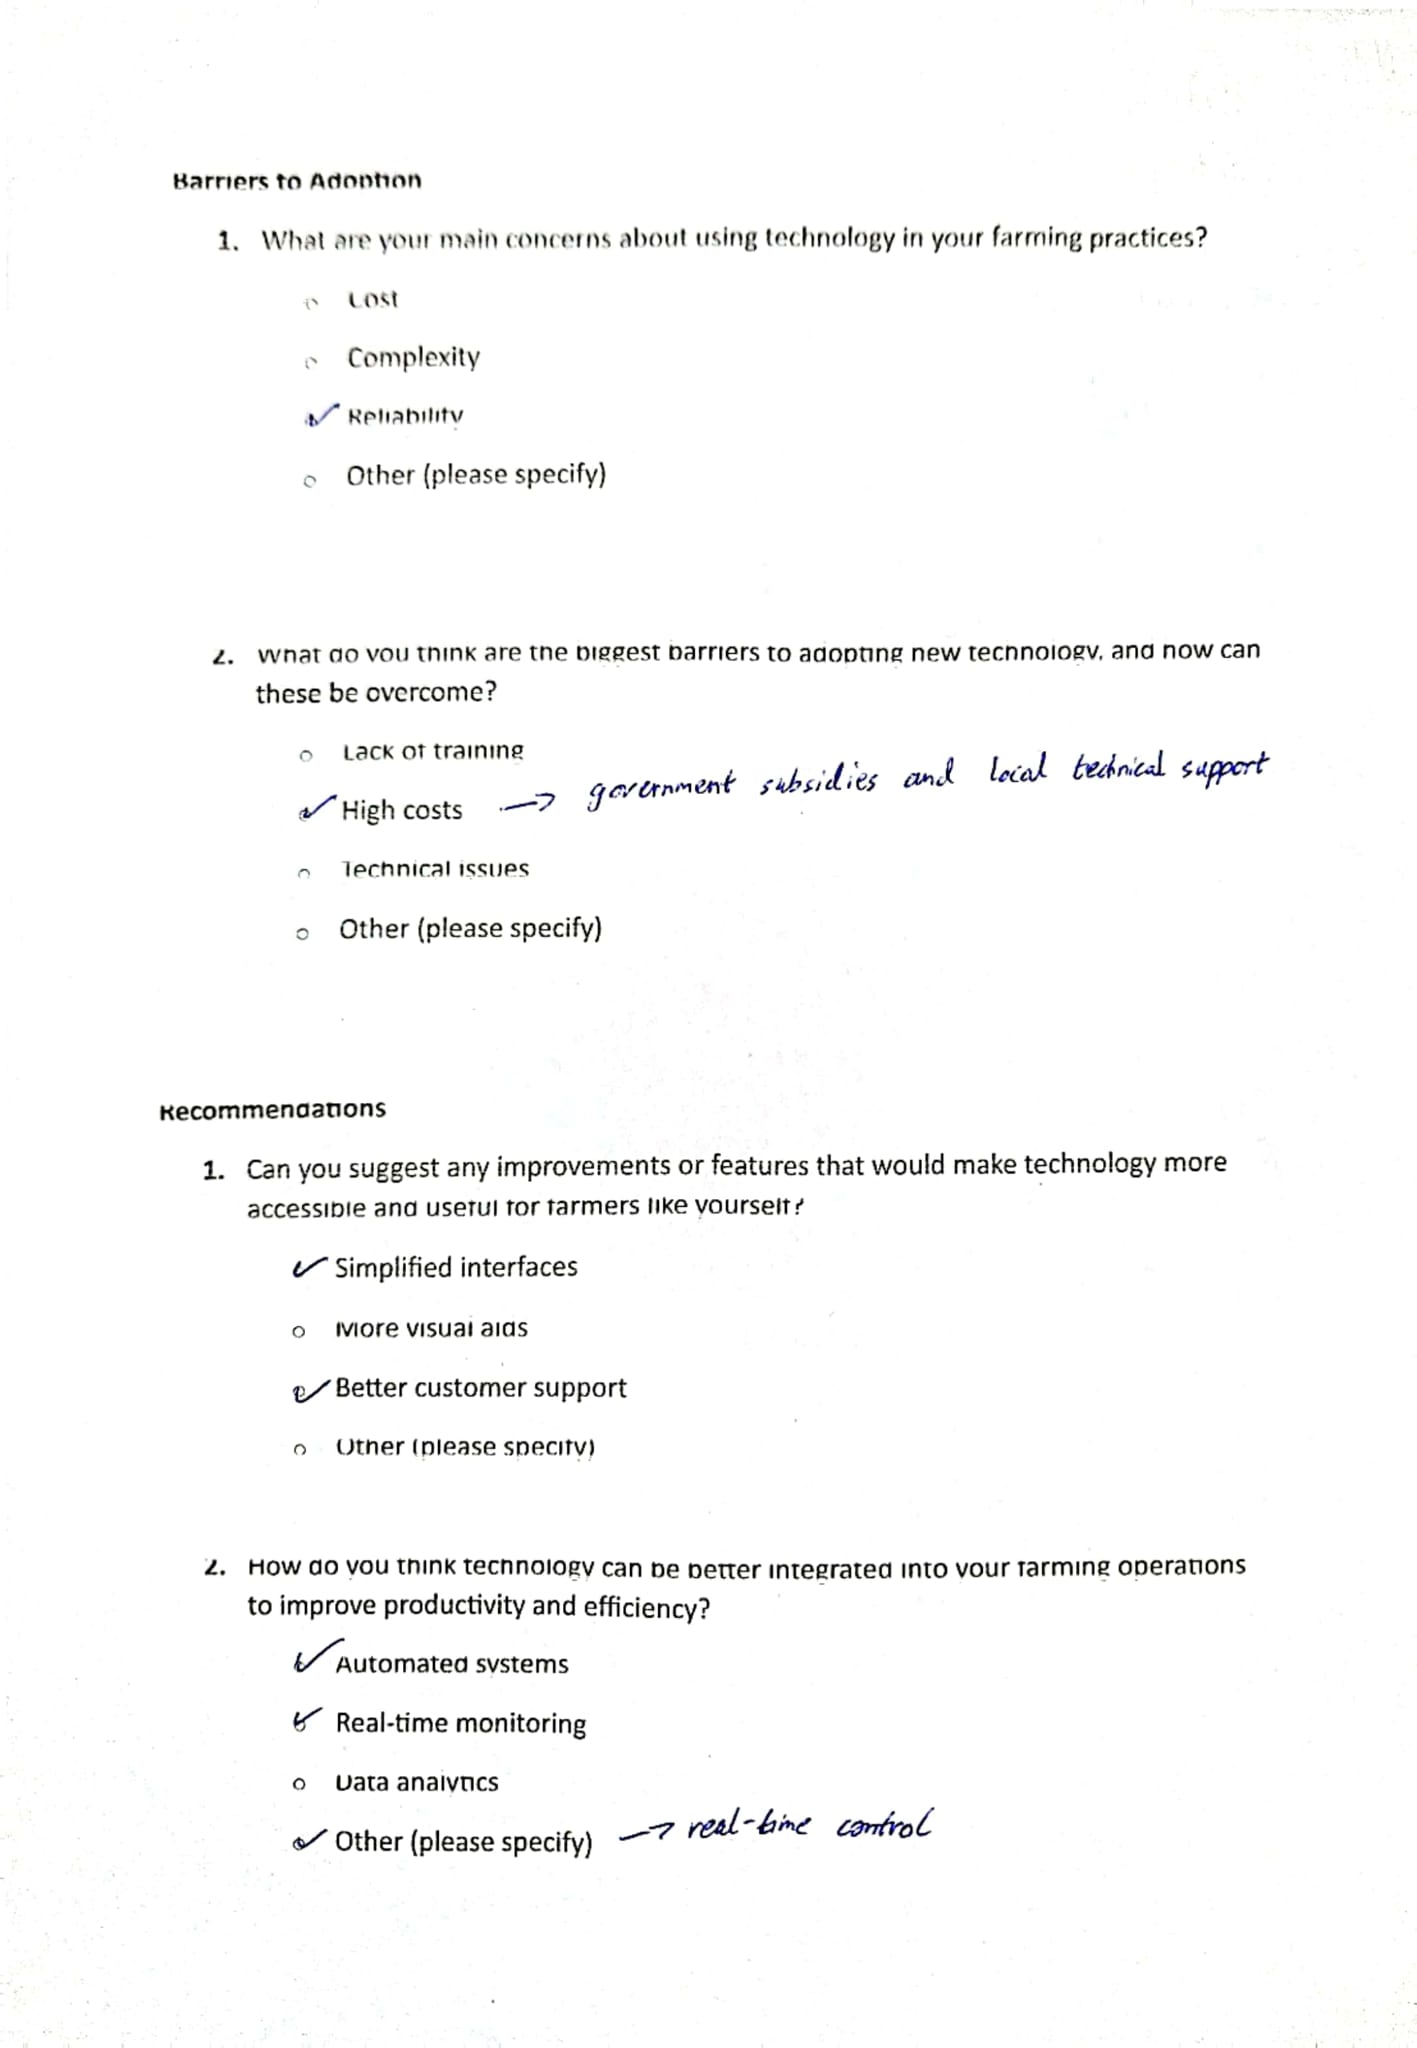 Barriers to Adoption
1. What are your main concerns about using technology in your farming practices?
Cost
Complexity
✓ Reliability
Other (please specify)
2. What do you think are the biggest barriers to adopting new technology, and how can
these be overcome?
Lack of training
✓ High costs → government subsidies and local technical support
Technical issues
Other (please specify)
Recommendations
1. Can you suggest any improvements or features that would make technology more
accessible and useful for farmers like yourself?
✓ Simplified interfaces
More visual aids
✓ Better customer support
Other (please specify)
2. How do you think technology can be better integrated into your farming operations
to improve productivity and efficiency?
✓ Automated systems
✓ Real-time monitoring
Data analytics
✓ Other (please specify) → real-time control